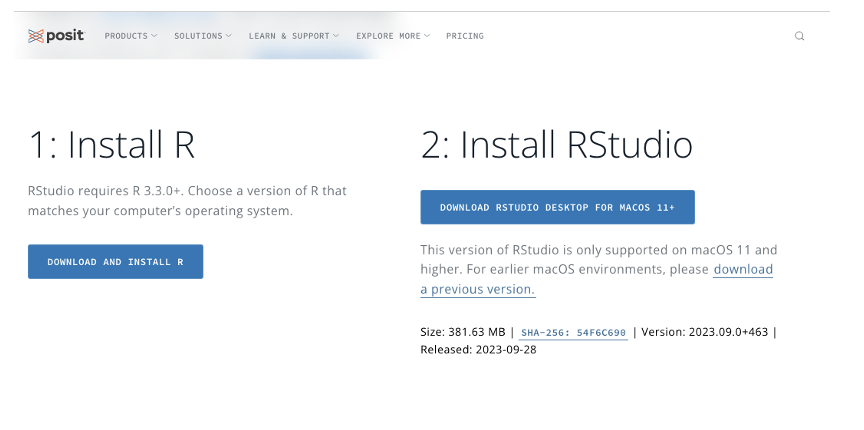 posit
PRODUCTS
SOLUTIONS
LEARN & SUPPORT
EXPLORE MORE
PRICING
1: Install R
RStudio requires R 3.3.0+. Choose a version of R that
matches your computer's operating system.
DOWNLOAD AND INSTALL R
2: Install RStudio
DOWNLOAD RSTUDIO DESKTOP FOR MACOS 11+
This version of RStudio is only supported on macOS 11 and
higher. For earlier macOS environments, please download
a previous version.
Size: 381.63 MB | SHA-256: 54F6C690 | Version: 2023.09.0+463 |
Released: 2023-09-28